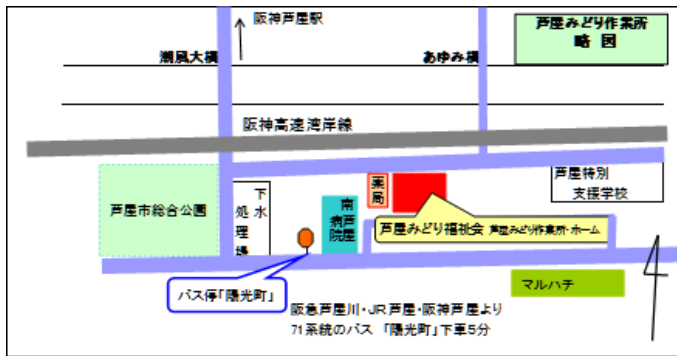 阪神芦屋駅
芦屋みどり作業所
略 図
潮風大橋
あゆみ橋
阪神高速湾岸線
芦屋市総合公園
下水
処理場
南芦屋
病院
薬局
芦屋特別
支援学校
芦屋みどり福祉会 芦屋みどり作業所・ホーム
バス停「陽光町」
マルハチ
阪急芦屋川・JR芦屋・阪神芦屋より
71系統のバス 「陽光町」下車5分